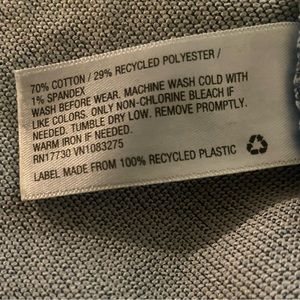 70% COTTON / 29% RECYCLED POLYESTER /
1% SPANDEX
WASH BEFORE WEAR. MACHINE WASH COLD WITH
LIKE COLORS. ONLY NON-CHLORINE BLEACH IF
NEEDED. TUMBLE DRY LOW. REMOVE PROMPTLY.
WARM IRON IF NEEDED.
RN17730 VN1083275
LABEL MADE FROM 100% RECYCLED PLASTIC